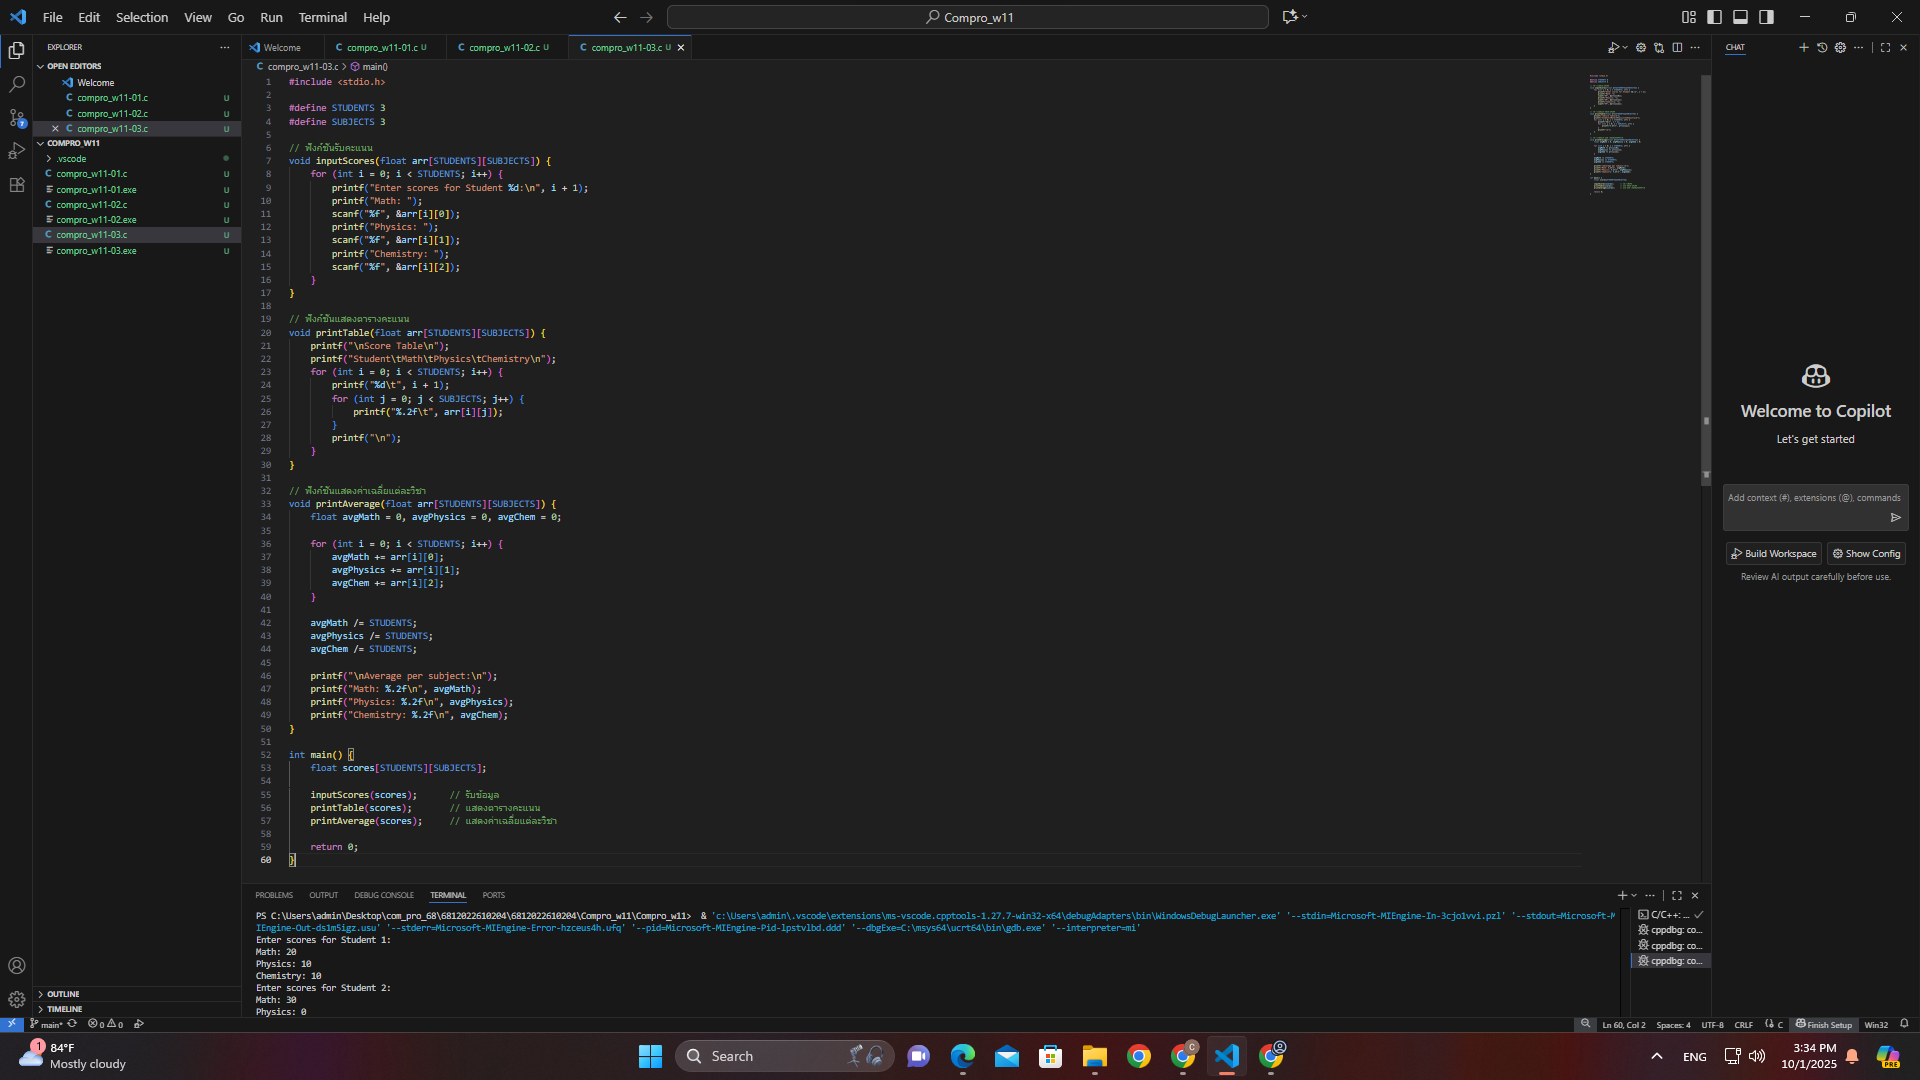 File Edit Selection View Go Run Terminal Help
Compro_w11
EXPLORER
OPEN EDITORS
Welcome
compro_w11-01.c U
compro_w11-02.c U
compro_w11-03.c U
COMPRO_W11
.vscode
compro_w11-01.c U
compro_w11-01.exe U
compro_w11-02.c U
compro_w11-02.exe U
compro_w11-03.c U
compro_w11-03.exe U
OUTLINE
TIMELINE
Welcome compro_w11-01.c U compro_w11-02.c U compro_w11-03.c U
compro_w11-03.c > main()
1 #include <stdio.h>
2
3 #define STUDENTS 3
4 #define SUBJECTS 3
5
6 // ฟังก์ชันรับคะแนน
7 void inputScores(float arr[STUDENTS][SUBJECTS]) {
8 for (int i = 0; i < STUDENTS; i++) {
9 printf("Enter scores for Student %d:\n", i + 1);
10 printf("Math: ");
11 scanf("%f", &arr[i][0]);
12 printf("Physics: ");
13 scanf("%f", &arr[i][1]);
14 printf("Chemistry: ");
15 scanf("%f", &arr[i][2]);
16 }
17 }
18
19 // ฟังก์ชันแสดงตารางคะแนน
20 void printTable(float arr[STUDENTS][SUBJECTS]) {
21 printf("\nScore Table\n");
22 printf("Student\tMath\tPhysics\tChemistry\n");
23 for (int i = 0; i < STUDENTS; i++) {
24 printf("%d\t", i + 1);
25 for (int j = 0; j < SUBJECTS; j++) {
26 printf("%.2f\t", arr[i][j]);
27 }
28 printf("\n");
29 }
30 }
31
32 // ฟังก์ชันแสดงค่าเฉลี่ยแต่ละวิชา
33 void printAverage(float arr[STUDENTS][SUBJECTS]) {
34 float avgMath = 0, avgPhysics = 0, avgChem = 0;
35
36 for (int i = 0; i < STUDENTS; i++) {
37 avgMath += arr[i][0];
38 avgPhysics += arr[i][1];
39 avgChem += arr[i][2];
40 }
41
42 avgMath /= STUDENTS;
43 avgPhysics /= STUDENTS;
44 avgChem /= STUDENTS;
45
46 printf("\nAverage per subject:\n");
47 printf("Math: %.2f\n", avgMath);
48 printf("Physics: %.2f\n", avgPhysics);
49 printf("Chemistry: %.2f\n", avgChem);
50 }
51
52 int main() {
53 float scores[STUDENTS][SUBJECTS];
54
55 inputScores(scores); // รับข้อมูล
56 printTable(scores); // แสดงตารางคะแนน
57 printAverage(scores); // แสดงค่าเฉลี่ยแต่ละวิชา
58
59 return 0;
60 }
CHAT
Welcome to Copilot
Let's get started
Add context (#), extensions (@), commands
Build Workspace Show Config
Review AI output carefully before use.
PROBLEMS OUTPUT DEBUG CONSOLE TERMINAL PORTS
PS C:\Users\admin\Desktop\com_pro_68\6812022610204\6812022610204\Compro_w11\Compro_w11> & 'c:\Users\admin\.vscode\extensions\ms-vscode.cpptools-1.27.7-win32-x64\debugAdapters\bin\WindowsDebugLauncher.exe' '--stdin=Microsoft-MIEngine-In-3cjo1vvi.pzl' '--stdout=Microsoft-M
IEngine-Out-ds1m5igz.usu' '--stderr=Microsoft-MIEngine-Error-hzceus4h.ufq' '--pid=Microsoft-MIEngine-Pid-lpstvlbd.ddd' '--dbgExe=C:\msys64\ucrt64\bin\gdb.exe' '--interpreter=mi'
Enter scores for Student 1:
Math: 20
Physics: 10
Chemistry: 10
Enter scores for Student 2:
Math: 30
Physics: 0
C/C++: ...
cppdbg: co...
cppdbg: co...
cppdbg: co...
main* 0 0 Ln 60, Col 2 Spaces: 4 UTF-8 CRLF {} C Finish Setup Win32
1 84°F
Mostly cloudy
Search
ENG
3:34 PM
10/1/2025